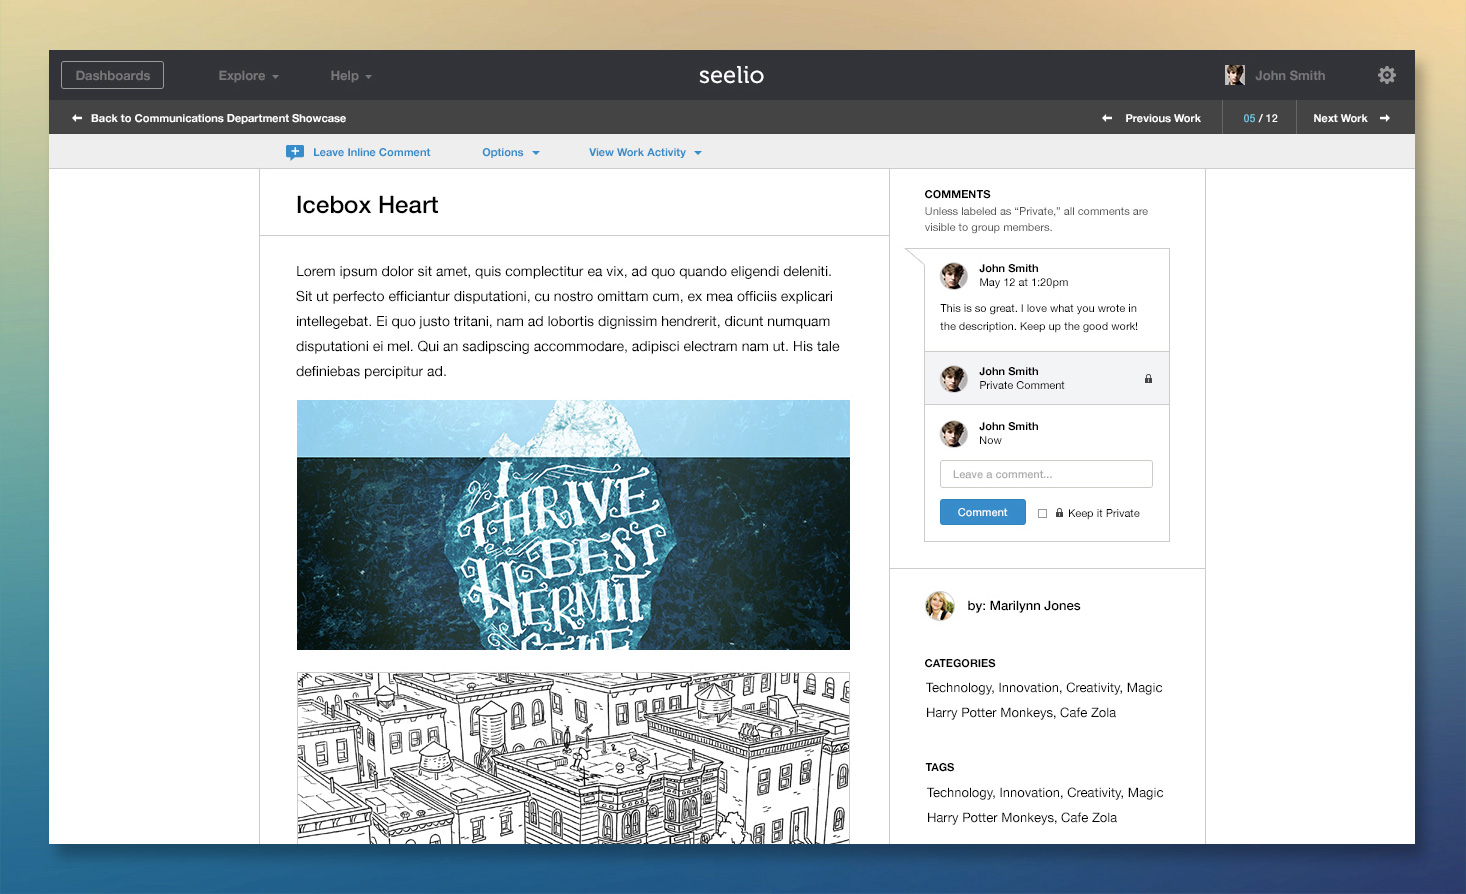 Dashboards
Explore
Help
seelio
John Smith
Back to Communications Department Showcase
Previous Work
05 / 12
Next Work
Leave Inline Comment
Options
View Work Activity
Icebox Heart
Lorem ipsum dolor sit amet, quis complectitur ea vix, ad quo quando eligendi deleniti.
Sit ut perfecto efficiantur disputationi, cu nostro omittam cum, ex mea officiis explicari
intellegebat. Ei quo justo tritani, nam ad lobortis dignissim hendrerit, dicunt numquam
disputationi ei mel. Qui an sadipscing accommodare, adipisci electram nam ut. His tale
definiebas percipitur ad.
I
THRIVE
BEST
HERMIT
STYLE
COMMENTS
Unless labeled as “Private,” all comments are
visible to group members.
John Smith
May 12 at 1:20pm
This is so great. I love what you wrote in
the description. Keep up the good work!
John Smith
Private Comment
John Smith
Now
Leave a comment...
Comment
Keep it Private
by: Marilynn Jones
CATEGORIES
Technology, Innovation, Creativity, Magic
Harry Potter Monkeys, Cafe Zola
TAGS
Technology, Innovation, Creativity, Magic
Harry Potter Monkeys, Cafe Zola